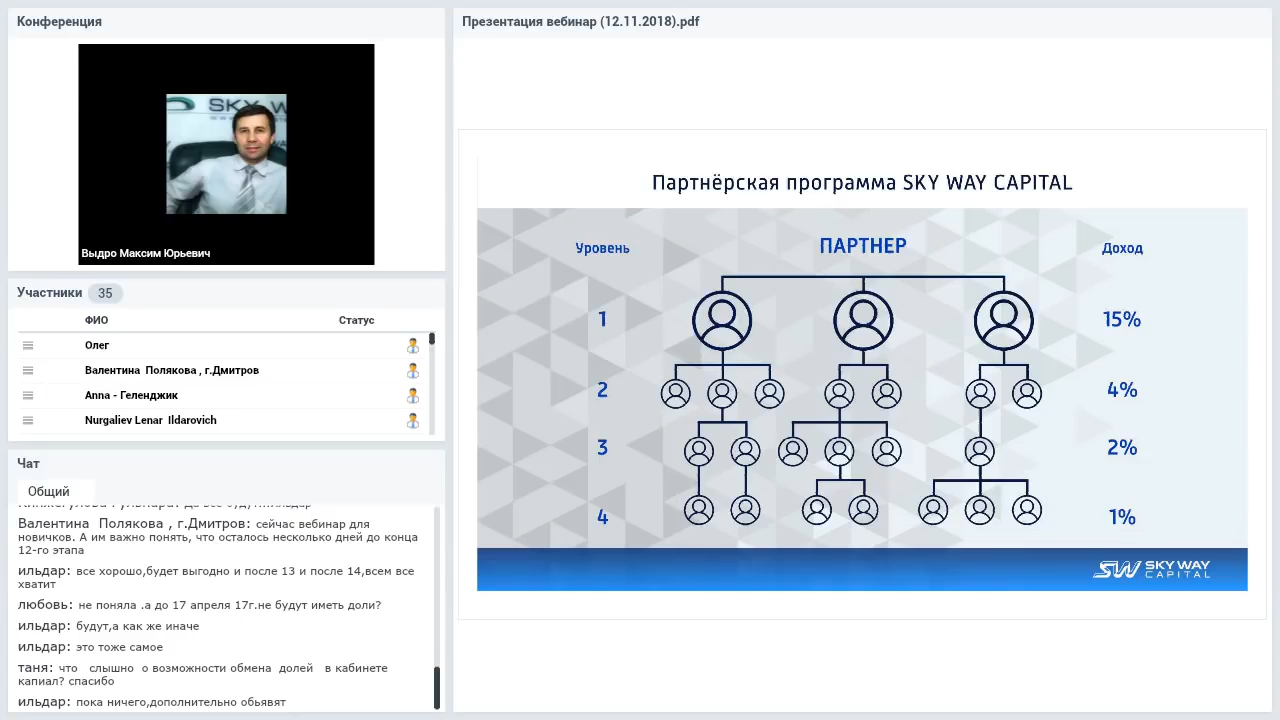 Конференция
SKY W
Выдро Максим Юрьевич
Участники 35
ФИО Статус
Олег
Валентина Полякова , г.Дмитров
Anna - Геленджик
Nurgaliev Lenar Ildarovich
Чат
Общий
Валентина Полякова , г.Дмитров: сейчас вебинар для
новичков. А им важно понять, что осталось несколько дней до конца
12-го этапа
ильдар: все хорошо,будет выгодно и после 13 и после 14,всем все
хватит
любовь: не поняла .а до 17 апреля 17г.не будут иметь доли?
ильдар: будут,а как же иначе
ильдар: это тоже самое
таня: что слышно о возможности обмена долей в кабинете
капиал? спасибо
ильдар: пока ничего,дополнительно обьявят
Презентация вебинар (12.11.2018).pdf
Партнёрская программа SKY WAY CAPITAL
Уровень ПАРТНЕР Доход
1 15%
2 4%
3 2%
4 1%
SW SKY WAY
CAPITAL